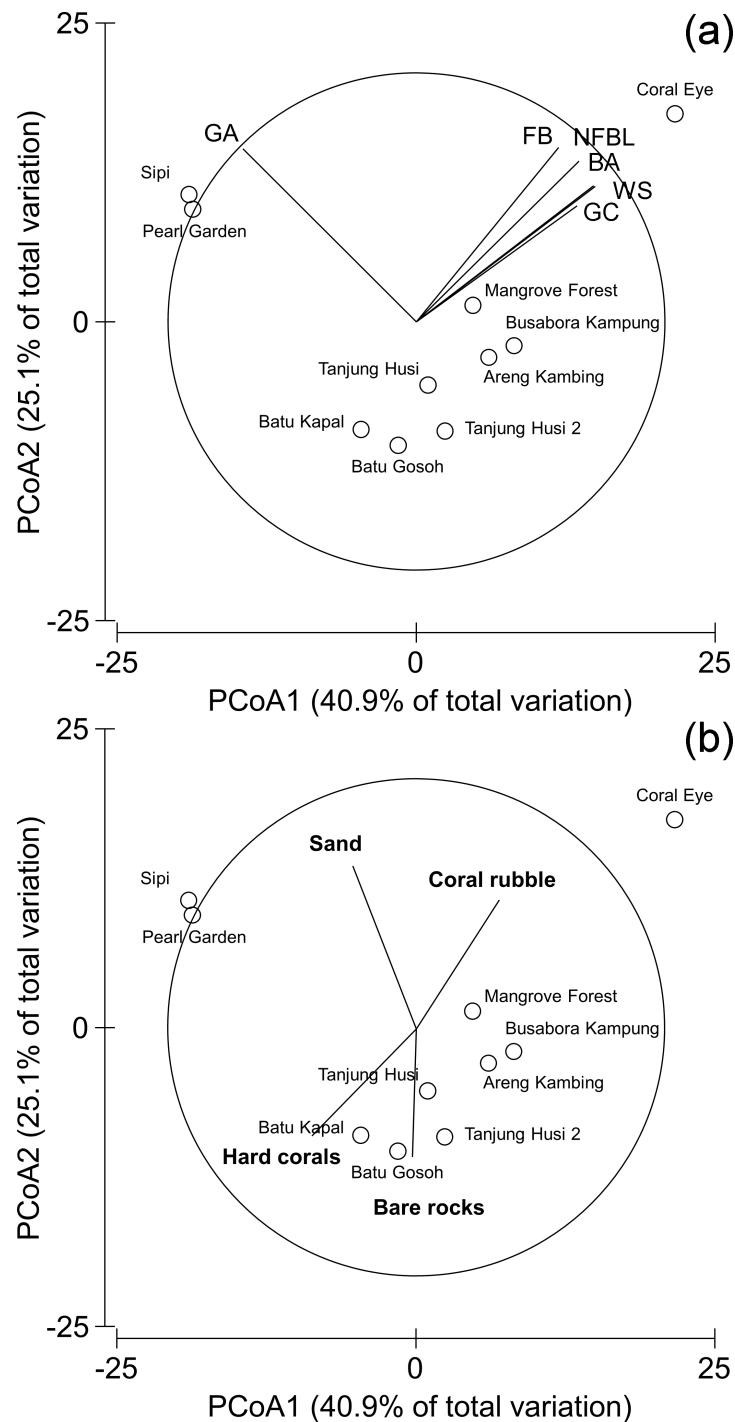 25
(a)
Coral Eye
GA
FB
NFBL
BA
Sipi
WS
GC
Pearl Garden
Mangrove Forest
0
Busabora Kampung
Tanjung Husi
Areng Kambing
Batu Kapal
Tanjung Husi 2
Batu Gosoh
PCoA2 (25.1% of total variation)
-25
-25
0
25
PCoA1 (40.9% of total variation)
25
(b)
Coral Eye
Sand
Sipi
Coral rubble
Pearl Garden
Mangrove Forest
0
Busabora Kampung
Tanjung Husi
Areng Kambing
Batu Kapal
Tanjung Husi 2
Hard corals
Batu Gosoh
Bare rocks
PCoA2 (25.1% of total variation)
-25
-25
0
25
PCoA1 (40.9% of total variation)